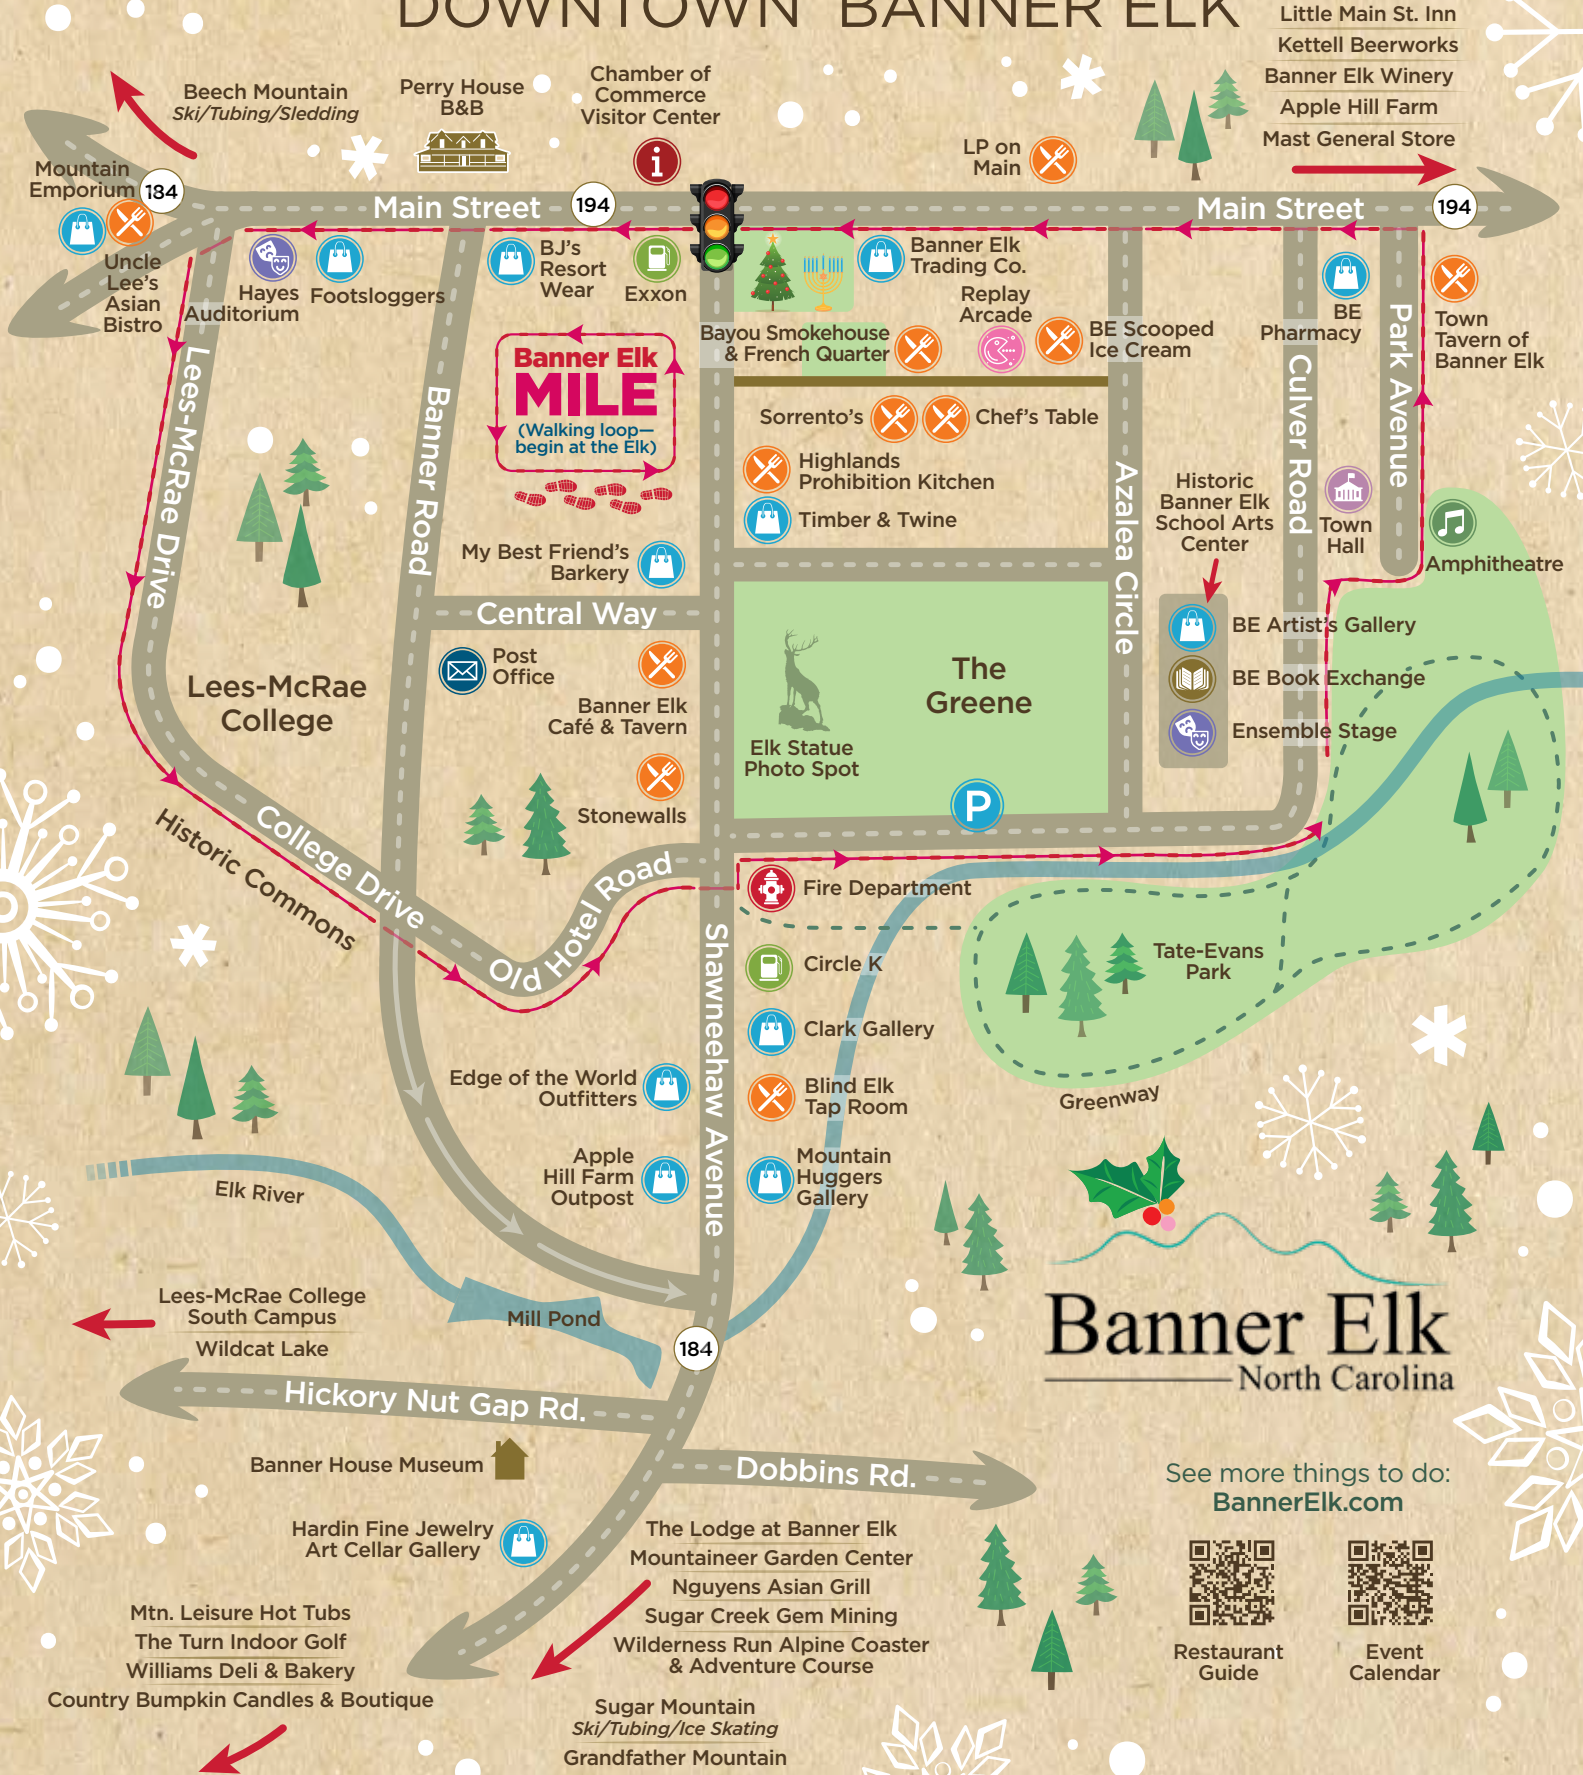 DOWNTOWN BANNER ELK
Little Main St. Inn
Kettell Beerworks
Banner Elk Winery
Apple Hill Farm
Mast General Store
Beech Mountain
Ski/Tubing/Sledding
Perry House
B&B
Chamber of
Commerce
Visitor Center
i
LP on
Main
Mountain
Emporium
184
Main Street
194
Main Street
194
Uncle
Lee's
Asian
Bistro
Hayes
Auditorium
Footsloggers
BJ's
Resort
Wear
Exxon
Banner Elk
Trading Co.
Replay
Arcade
Bayou Smokehouse
& French Quarter
BE Scooped
Ice Cream
BE
Pharmacy
Town
Tavern of
Banner Elk
Lees-McRae Drive
Banner Road
Banner Elk
MILE
(Walking loop—
begin at the Elk)
Sorrento's
Chef's Table
Highlands
Prohibition Kitchen
Timber & Twine
Azalea Circle
Culver Road
Park Avenue
Historic
Banner Elk
School Arts
Center
Town
Hall
Amphitheatre
My Best Friend's
Barkery
Central Way
Post
Office
Banner Elk
Café & Tavern
Stonewalls
Lees-McRae
College
The
Greene
Elk Statue
Photo Spot
P
BE Artist's Gallery
BE Book Exchange
Ensemble Stage
Historic Commons
College Drive
Old Hotel Road
Shawneehaw Avenue
Fire Department
Circle K
Clark Gallery
Blind Elk
Tap Room
Mountain
Huggers
Gallery
Tate-Evans
Park
Greenway
Edge of the World
Outfitters
Apple
Hill Farm
Outpost
Elk River
Mill Pond
184
Lees-McRae College
South Campus
Wildcat Lake
Hickory Nut Gap Rd.
Banner House Museum
Dobbins Rd.
Banner Elk
North Carolina
See more things to do:
BannerElk.com
Restaurant
Guide
Event
Calendar
Hardin Fine Jewelry
Art Cellar Gallery
The Lodge at Banner Elk
Mountaineer Garden Center
Nguyens Asian Grill
Sugar Creek Gem Mining
Wilderness Run Alpine Coaster
& Adventure Course
Mtn. Leisure Hot Tubs
The Turn Indoor Golf
Williams Deli & Bakery
Country Bumpkin Candles & Boutique
Sugar Mountain
Ski/Tubing/Ice Skating
Grandfather Mountain